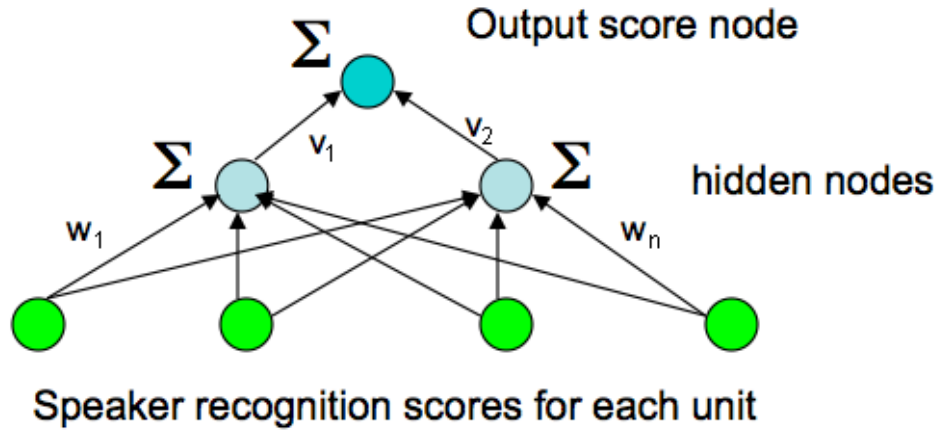 Output score node
Σ
v₁
v₂
Σ
Σ
hidden nodes
w₁
wₙ
Speaker recognition scores for each unit